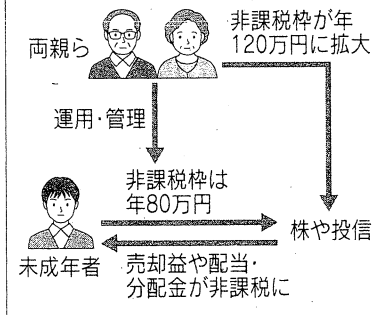 両親ら
非課税枠が年
120万円に拡大
運用・管理
非課税枠は
年80万円
株や投信
未成年者
売却益や配当・
分配金が非課税に